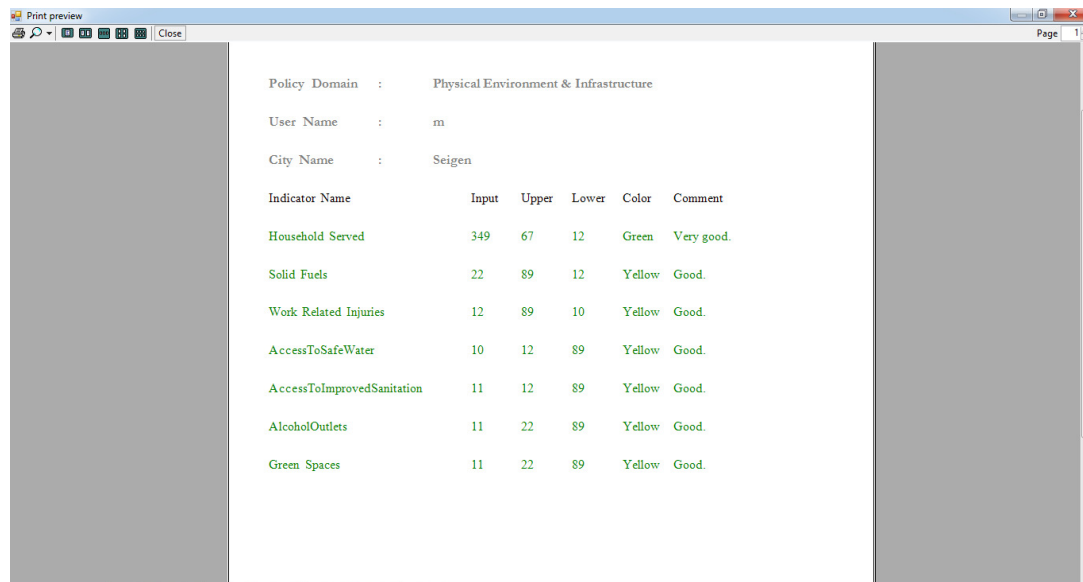 Print preview
Close Page 1
Policy Domain : Physical Environment & Infrastructure
User Name : m
City Name : Seigen
Indicator Name Input Upper Lower Color Comment
Household Served 349 67 12 Green Very good.
Solid Fuels 22 89 12 Yellow Good.
Work Related Injuries 12 89 10 Yellow Good.
AccessToSafeWater 10 12 89 Yellow Good.
AccessToImprovedSanitation 11 12 89 Yellow Good.
AlcoholOutlets 11 22 89 Yellow Good.
Green Spaces 11 22 89 Yellow Good.